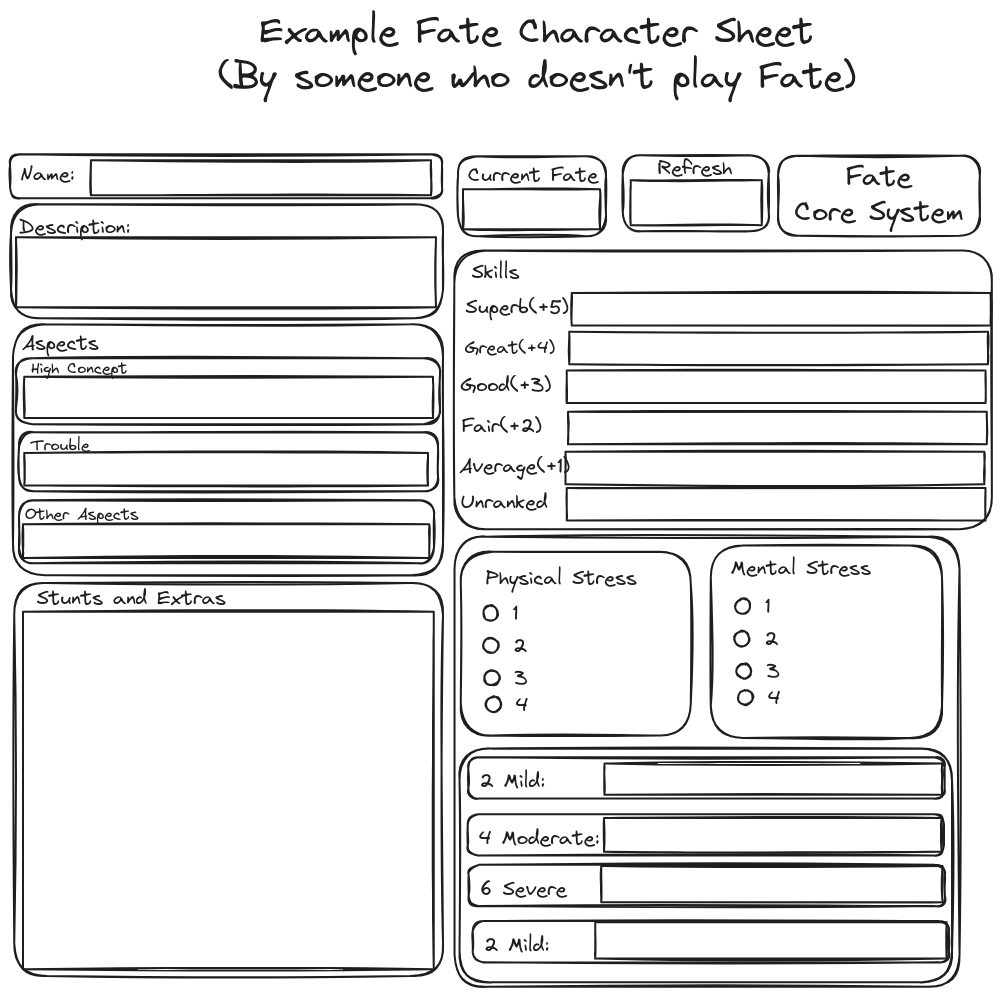 Example Fate Character Sheet
(By someone who doesn't play Fate)
Name:
Description:
Aspects
High Concept
Trouble
Other Aspects
Stunts and Extras
Current Fate
Refresh
Fate
Core System
Skills
Superb(+5)
Great(+4)
Good(+3)
Fair(+2)
Average(+1)
Unranked
Physical Stress
1
2
3
4
Mental Stress
1
2
3
4
2 Mild:
4 Moderate:
6 Severe
2 Mild: